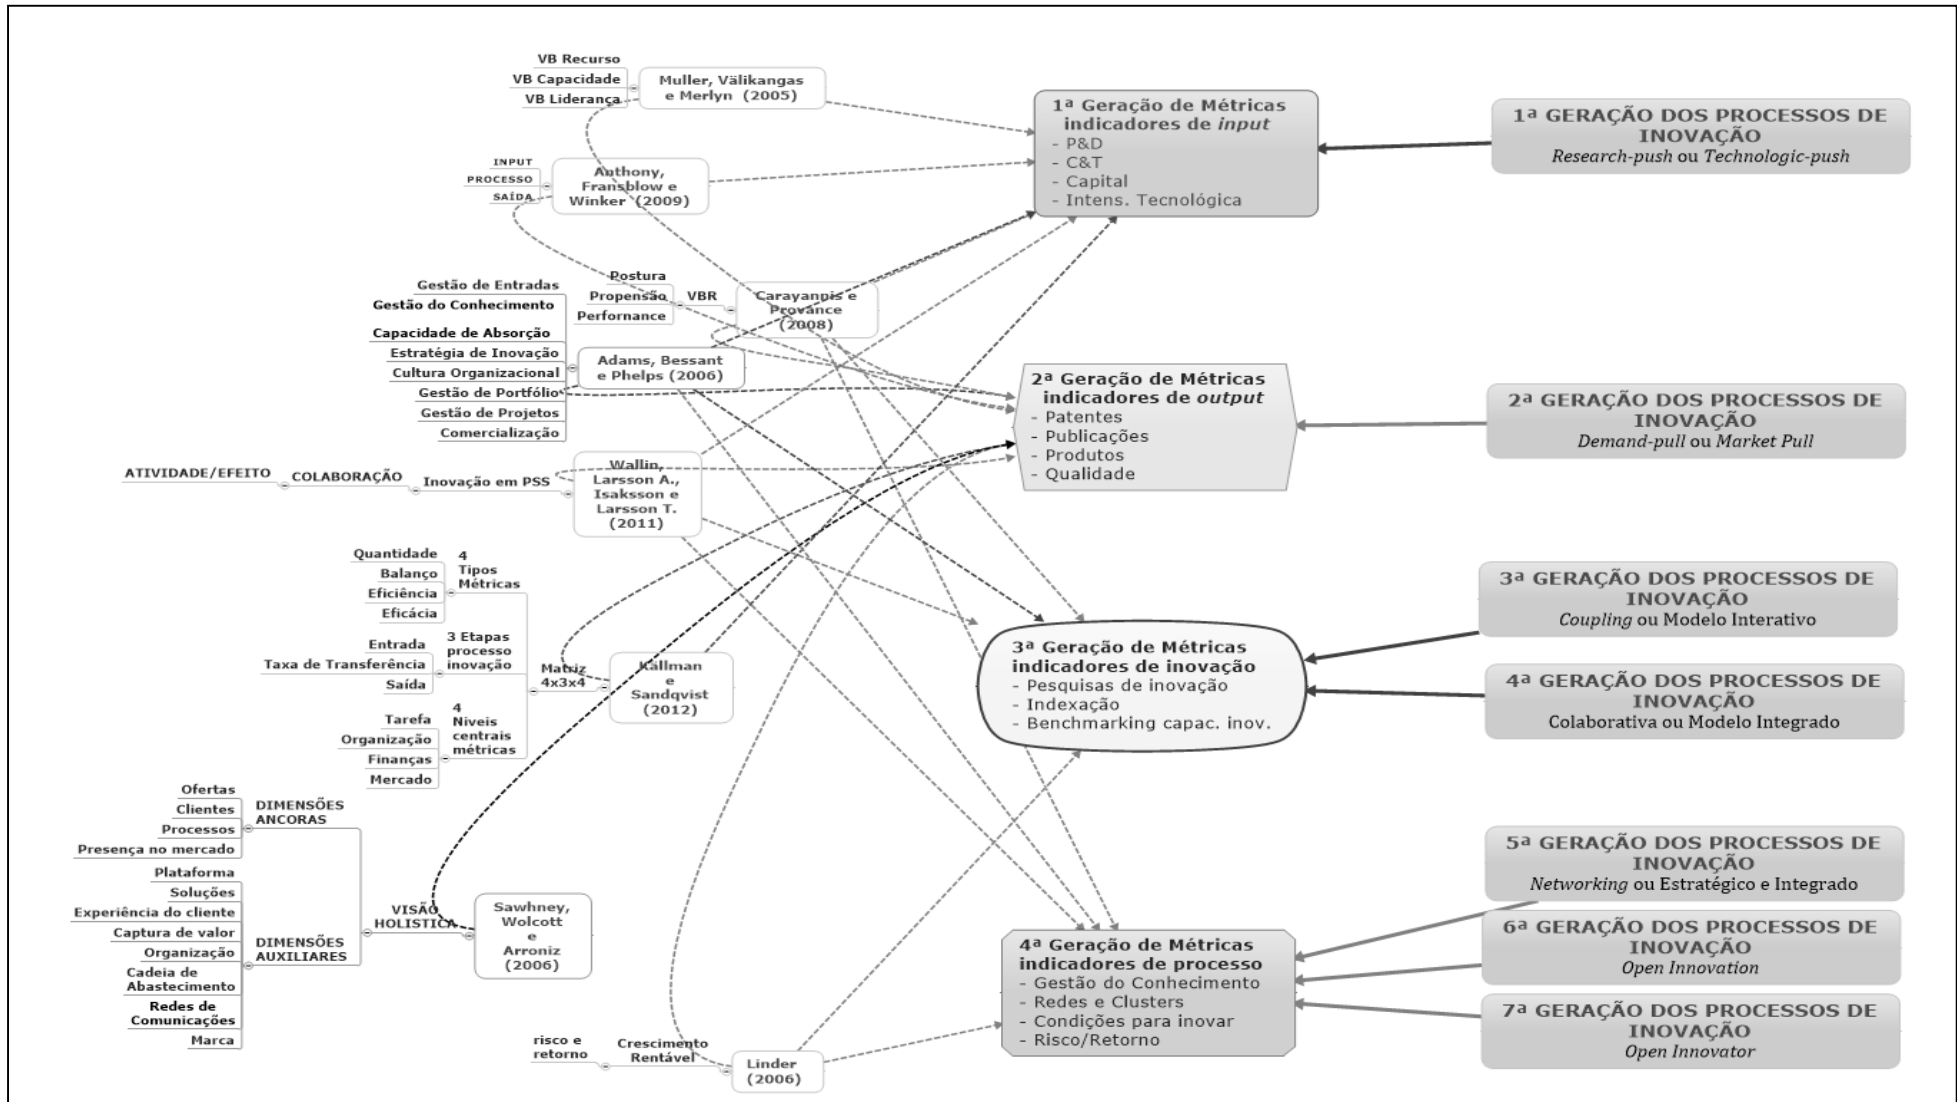 VB Recurso
VB Capacidade
VB Liderança
Muller, Välikangas
e Merlyn (2005)
INPUT
PROCESSO
SAÍDA
Anthony,
Fransblow e
Winker (2009)
Postura
Propensão
Perfornance
VBR
Carayannis e
Provance
(2008)
Gestão de Entradas
Gestão do Conhecimento
Capacidade de Absorção
Estratégia de Inovação
Cultura Organizacional
Gestão de Portfólio
Gestão de Projetos
Comercialização
Adams, Bessant
e Phelps (2006)
ATIVIDADE/EFEITO
COLABORAÇÃO
Inovação em PSS
Wallin,
Larsson A.,
Isaksson e
Larsson T.
(2011)
Quantidade
Balanço
Eficiência
Eficácia
4
Tipos
Métricas
Entrada
Taxa de Transferência
Saída
3 Etapas
processo
inovação
Tarefa
Organização
Finanças
Mercado
4
Niveis
centrais
métricas
Matriz
4x3x4
Källman
e
Sandqvist
(2012)
Ofertas
Clientes
Processos
Presença no mercado
DIMENSÕES
ANCORAS
Plataforma
Soluções
Experiência do cliente
Captura de valor
Organização
Cadeia de
Abastecimento
Redes de
Comunicações
Marca
DIMENSÕES
AUXILIARES
VISÃO
HOLISTICA
Sawhney,
Wolcott
e
Arroniz
(2006)
risco e
retorno
Crescimento
Rentável
Linder
(2006)
1ª Geração de Métricas
indicadores de input
- P&D
- C&T
- Capital
- Intens. Tecnológica
2ª Geração de Métricas
indicadores de output
- Patentes
- Publicações
- Produtos
- Qualidade
3ª Geração de Métricas
indicadores de inovação
- Pesquisas de inovação
- Indexação
- Benchmarking capac. inov.
4ª Geração de Métricas
indicadores de processo
- Gestão do Conhecimento
- Redes e Clusters
- Condições para inovar
- Risco/Retorno
1ª GERAÇÃO DOS PROCESSOS DE
INOVAÇÃO
Research-push ou Technologic-push
2ª GERAÇÃO DOS PROCESSOS DE
INOVAÇÃO
Demand-pull ou Market Pull
3ª GERAÇÃO DOS PROCESSOS DE
INOVAÇÃO
Coupling ou Modelo Interativo
4ª GERAÇÃO DOS PROCESSOS DE
INOVAÇÃO
Colaborativa ou Modelo Integrado
5ª GERAÇÃO DOS PROCESSOS DE
INOVAÇÃO
Networking ou Estratégico e Integrado
6ª GERAÇÃO DOS PROCESSOS DE
INOVAÇÃO
Open Innovation
7ª GERAÇÃO DOS PROCESSOS DE
INOVAÇÃO
Open Innovator